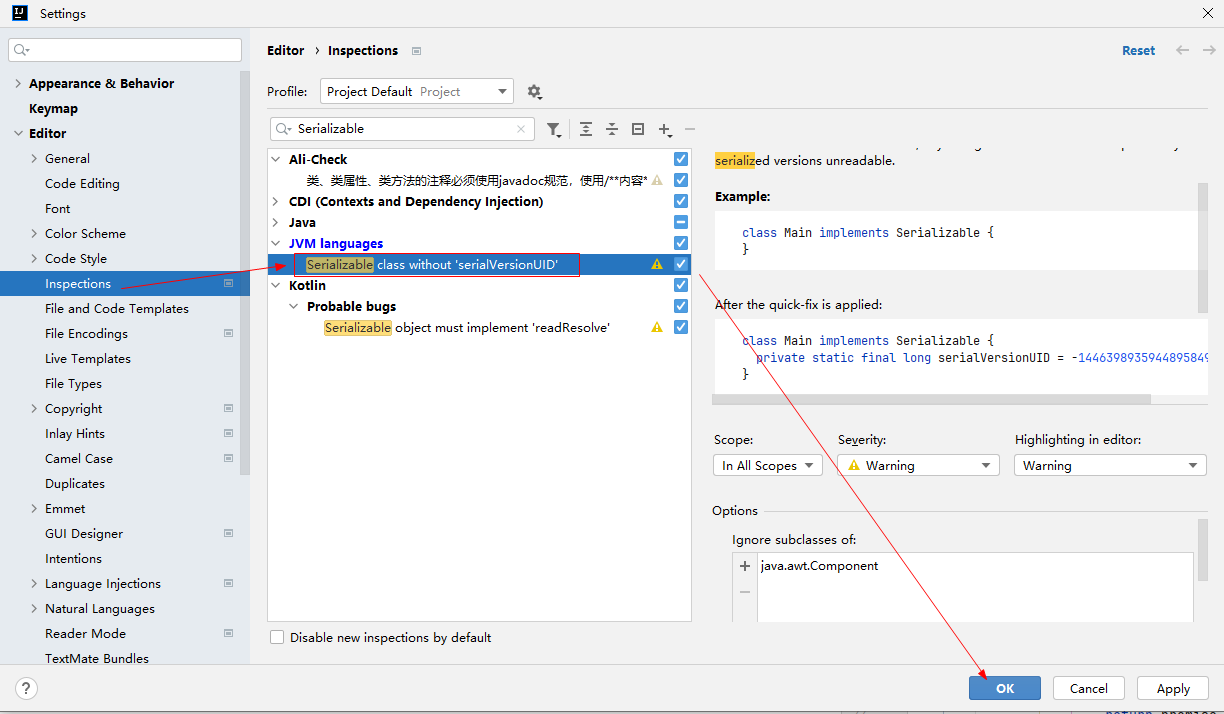 Settings
Editor › Inspections
Reset
Appearance & Behavior
Keymap
Editor
General
Code Editing
Font
Color Scheme
Code Style
Inspections
File and Code Templates
File Encodings
Live Templates
File Types
Copyright
Inlay Hints
Camel Case
Duplicates
Emmet
GUI Designer
Intentions
Language Injections
Natural Languages
Reader Mode
TextMate Bundles
Profile:
Project Default Project
Serializable
Ali-Check
类、类属性、类方法的注释必须使用javadoc规范，使用/**内容*
CDI (Contexts and Dependency Injection)
Java
JVM languages
Serializable class without 'serialVersionUID'
Kotlin
Probable bugs
Serializable object must implement 'readResolve'
Disable new inspections by default
serialized versions unreadable.
Example:
class Main implements Serializable {
}
After the quick-fix is applied:
class Main implements Serializable {
private static final long serialVersionUID = -1446398935944895849
}
Scope:
Severity:
Highlighting in editor:
In All Scopes
Warning
Warning
Options
Ignore subclasses of:
java.awt.Component
?
OK
Cancel
Apply